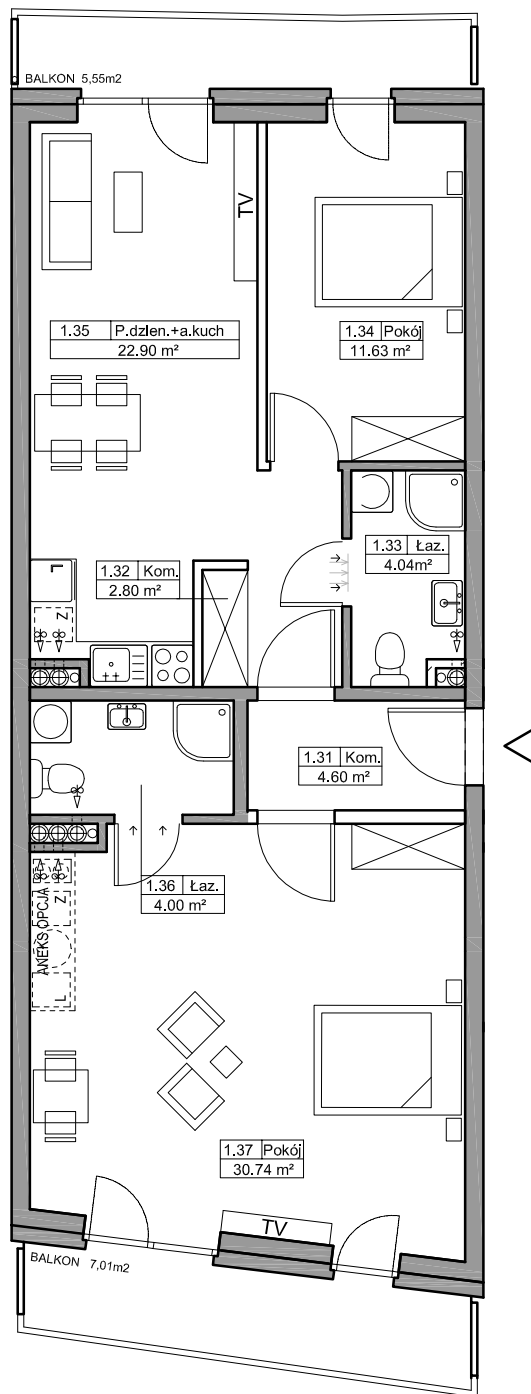 BALKON 5,55m2
TV
1.35 P.dzien.+a.kuch
22.90 m²
1.34 Pokój
11.63 m²
1.33 Łaz.
4.04m²
1.32 Kom.
2.80 m²
L
Z
1.31 Kom.
4.60 m²
1.36 Łaz.
4.00 m²
ANEKS OPCJA
Z
L
1.37 Pokój
30.74 m²
TV
BALKON 7,01m2